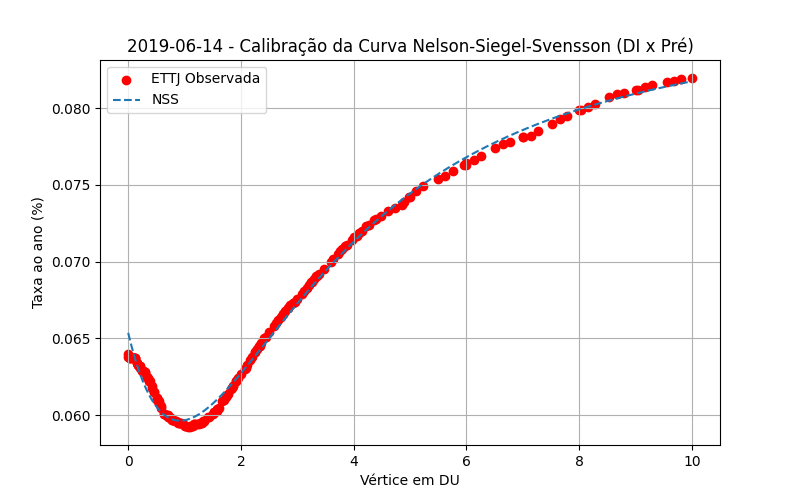 2019-06-14 - Calibração da Curva Nelson-Siegel-Svensson (DI x Pré)
ETTJ Observada
NSS
Taxa ao ano (%)
0.080
0.075
0.070
0.065
0.060
0 2 4 6 8 10
Vértice em DU